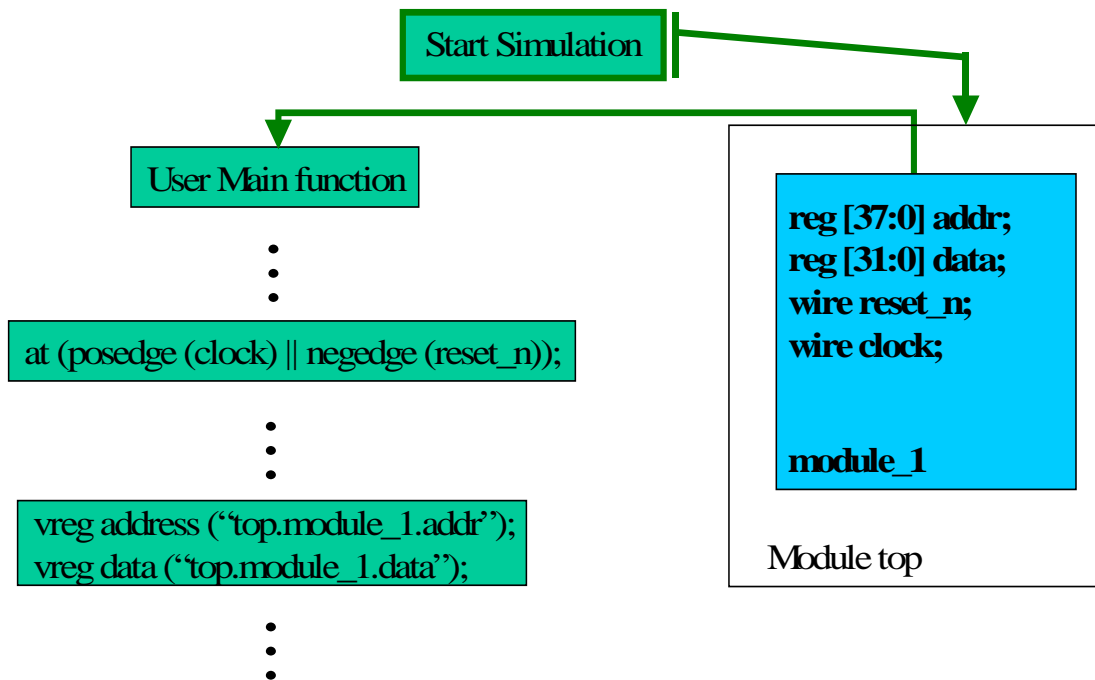 Start Simulation
User Main function
at (posedge (clock) || negedge (reset_n));
vreg address (“top.module_1.addr”);
vreg data (“top.module_1.data”);
reg [37:0] addr;
reg [31:0] data;
wire reset_n;
wire clock;
module_1
Module top